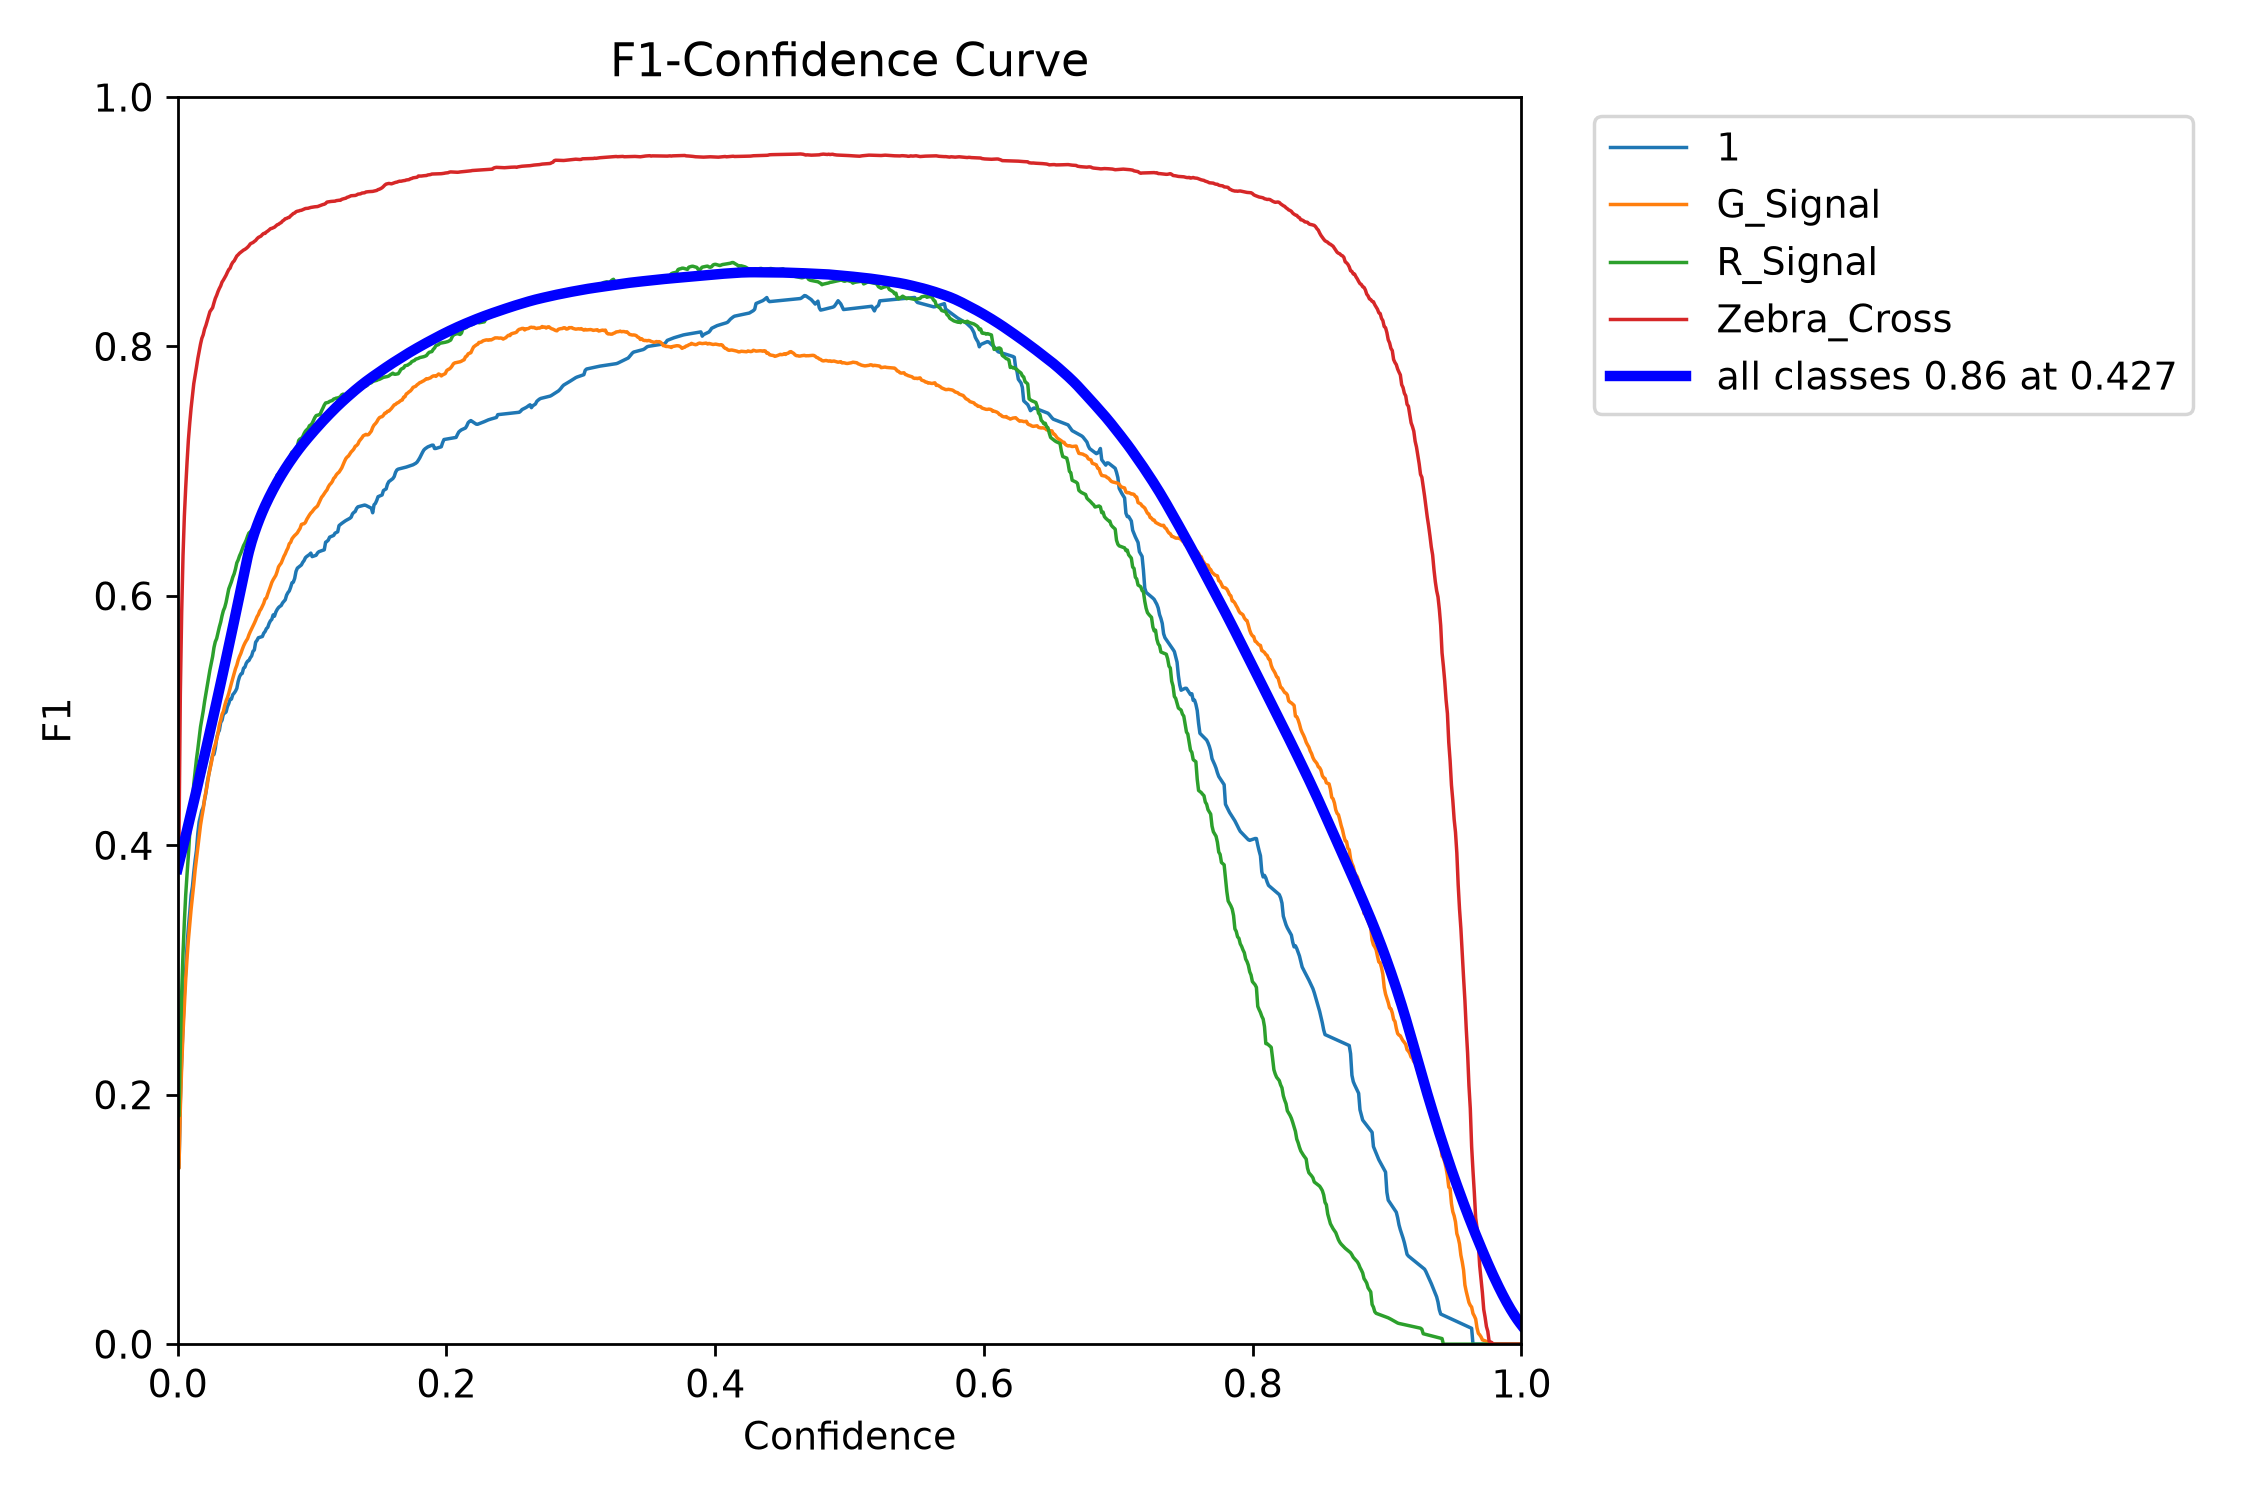 F1-Confidence Curve
1.0
0.8
0.6
0.4
0.2
0.0
F1
0.0 0.2 0.4 0.6 0.8 1.0
Confidence
1
G_Signal
R_Signal
Zebra_Cross
all classes 0.86 at 0.427